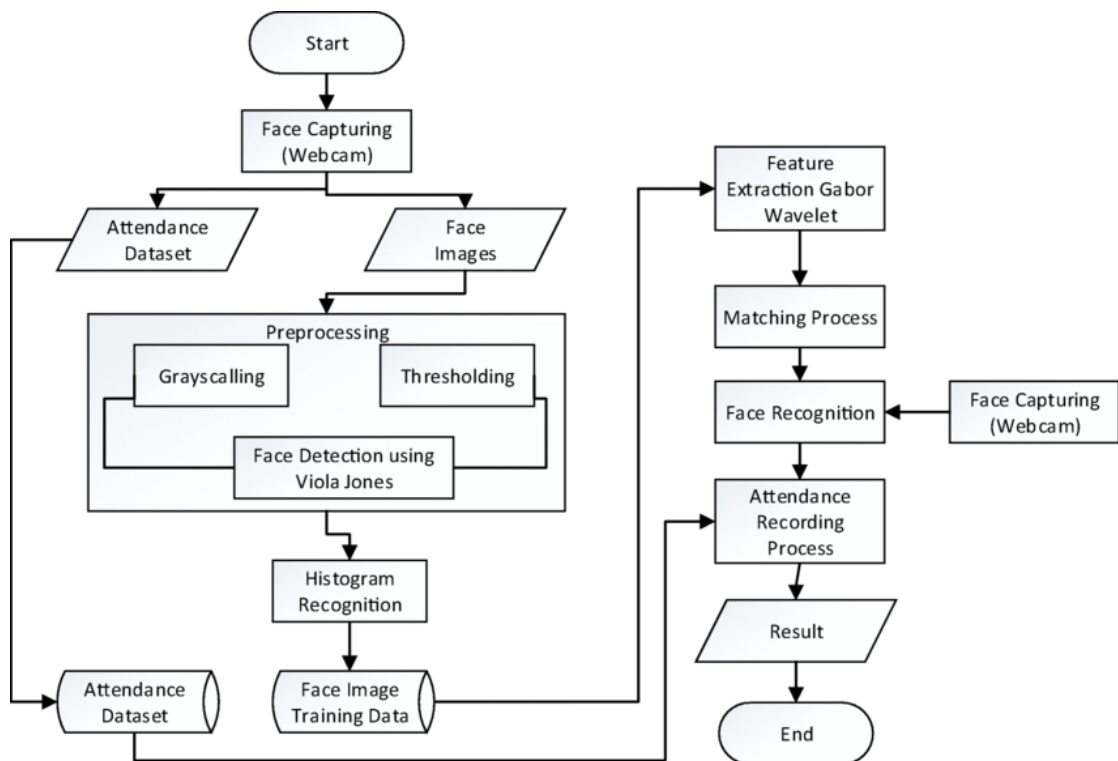 Start
Face Capturing
(Webcam)
Attendance
Dataset
Face
Images
Preprocessing
Grayscalling
Thresholding
Face Detection using
Viola Jones
Histogram
Recognition
Attendance
Dataset
Face Image
Training Data
Feature
Extraction Gabor
Wavelet
Matching Process
Face Recognition
Face Capturing
(Webcam)
Attendance
Recording
Process
Result
End